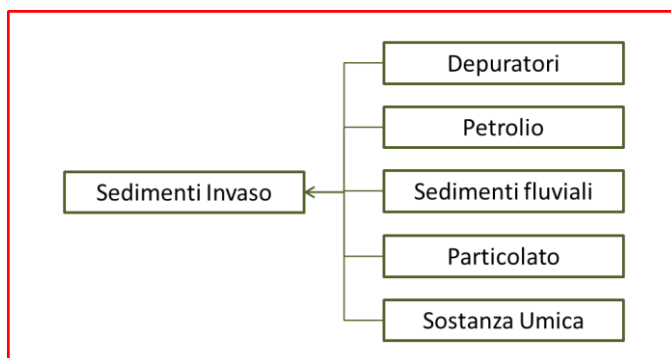 Depuratori
Petrolio
Sedimenti Invaso
Sedimenti fluviali
Particolato
Sostanza Umica